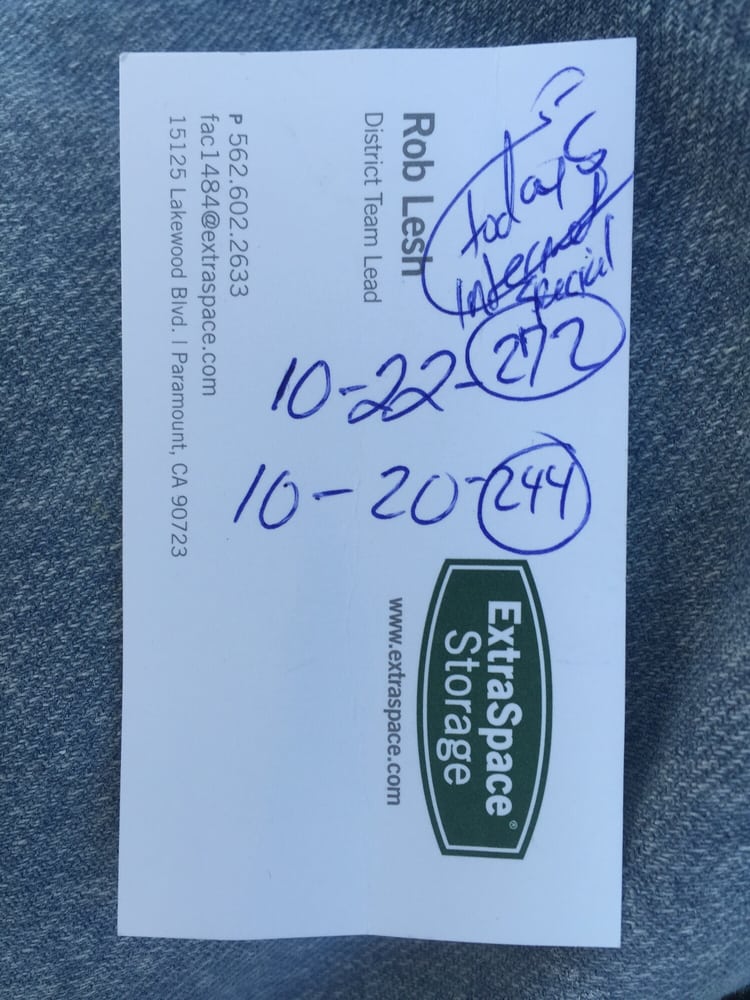 Rob Lesh
District Team Lead
P 562.602.2633
fac1484@extraspace.com
15125 Lakewood Blvd. | Paramount, CA 90723
ExtraSpace®
Storage
www.extraspace.com
today's
internet
special
10-22-272
10-20-244